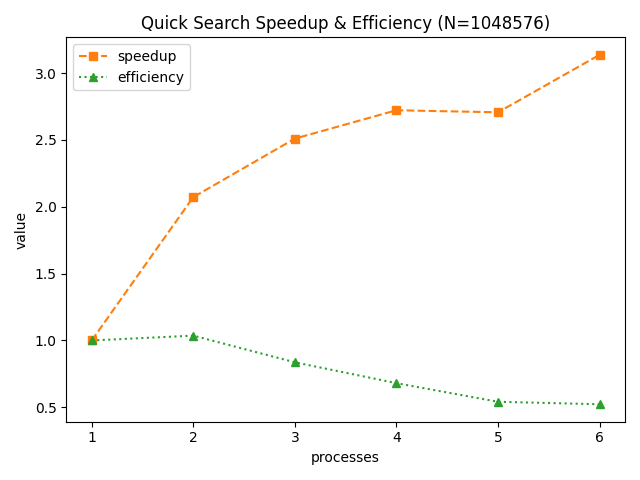 Quick Search Speedup & Efficiency (N=1048576)
speedup
efficiency
3.0
2.5
2.0
1.5
1.0
0.5
value
1 2 3 4 5 6
processes